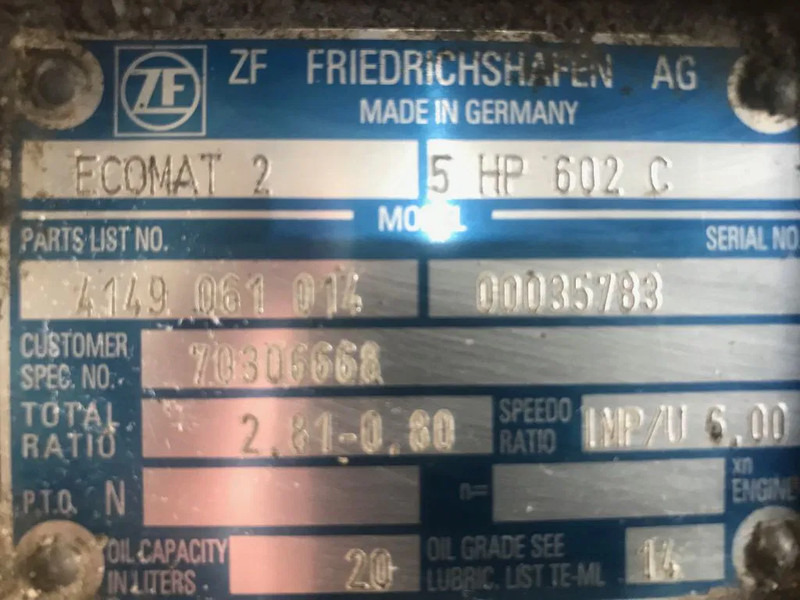 ZF
ZF FRIEDRICHSHAFEN AG
MADE IN GERMANY
ECOMAT 2 5 HP 602 C
MODEL
PARTS LIST NO. SERIAL NO
4149 061 014 00035783
CUSTOMER
SPEC. NO. 70306668
TOTAL
RATIO 2,81-0,80
SPEEDO
RATIO IMP/U 6,00
P.T.O. N n= xn
ENGINE
OIL CAPACITY
IN LITERS 20
OIL GRADE SEE
LUBRIC. LIST TE-ML 14